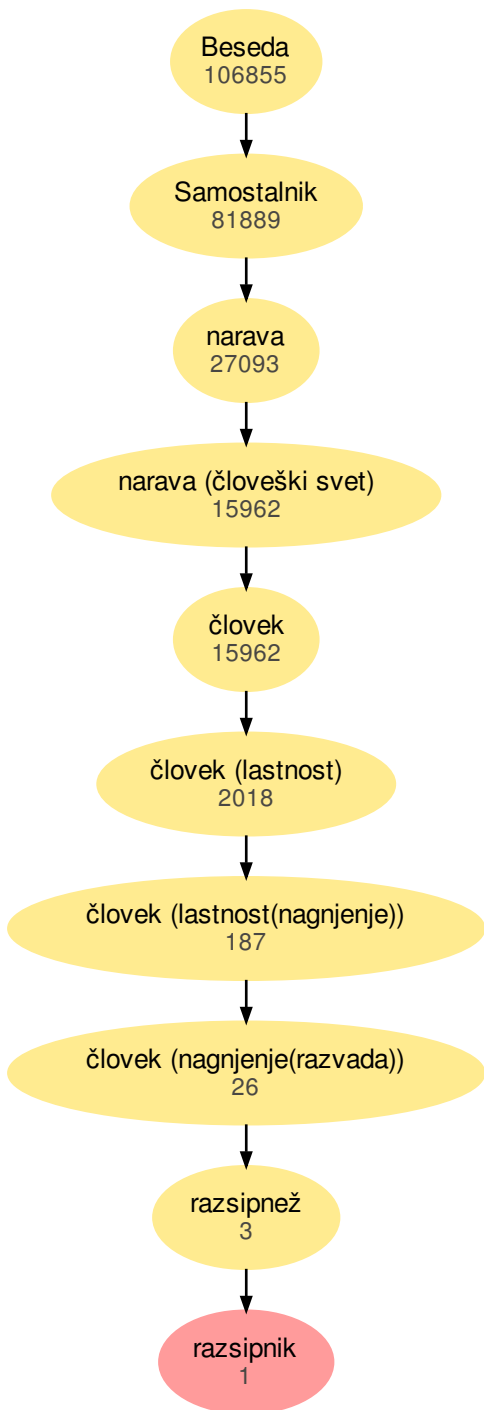 Beseda
106855
Samostalnik
81889
narava
27093
narava (človeški svet)
15962
človek
15962
človek (lastnost)
2018
človek (lastnost(nagnjenje))
187
človek (nagnjenje(razvada))
26
razsipnež
3
razsipnik
1